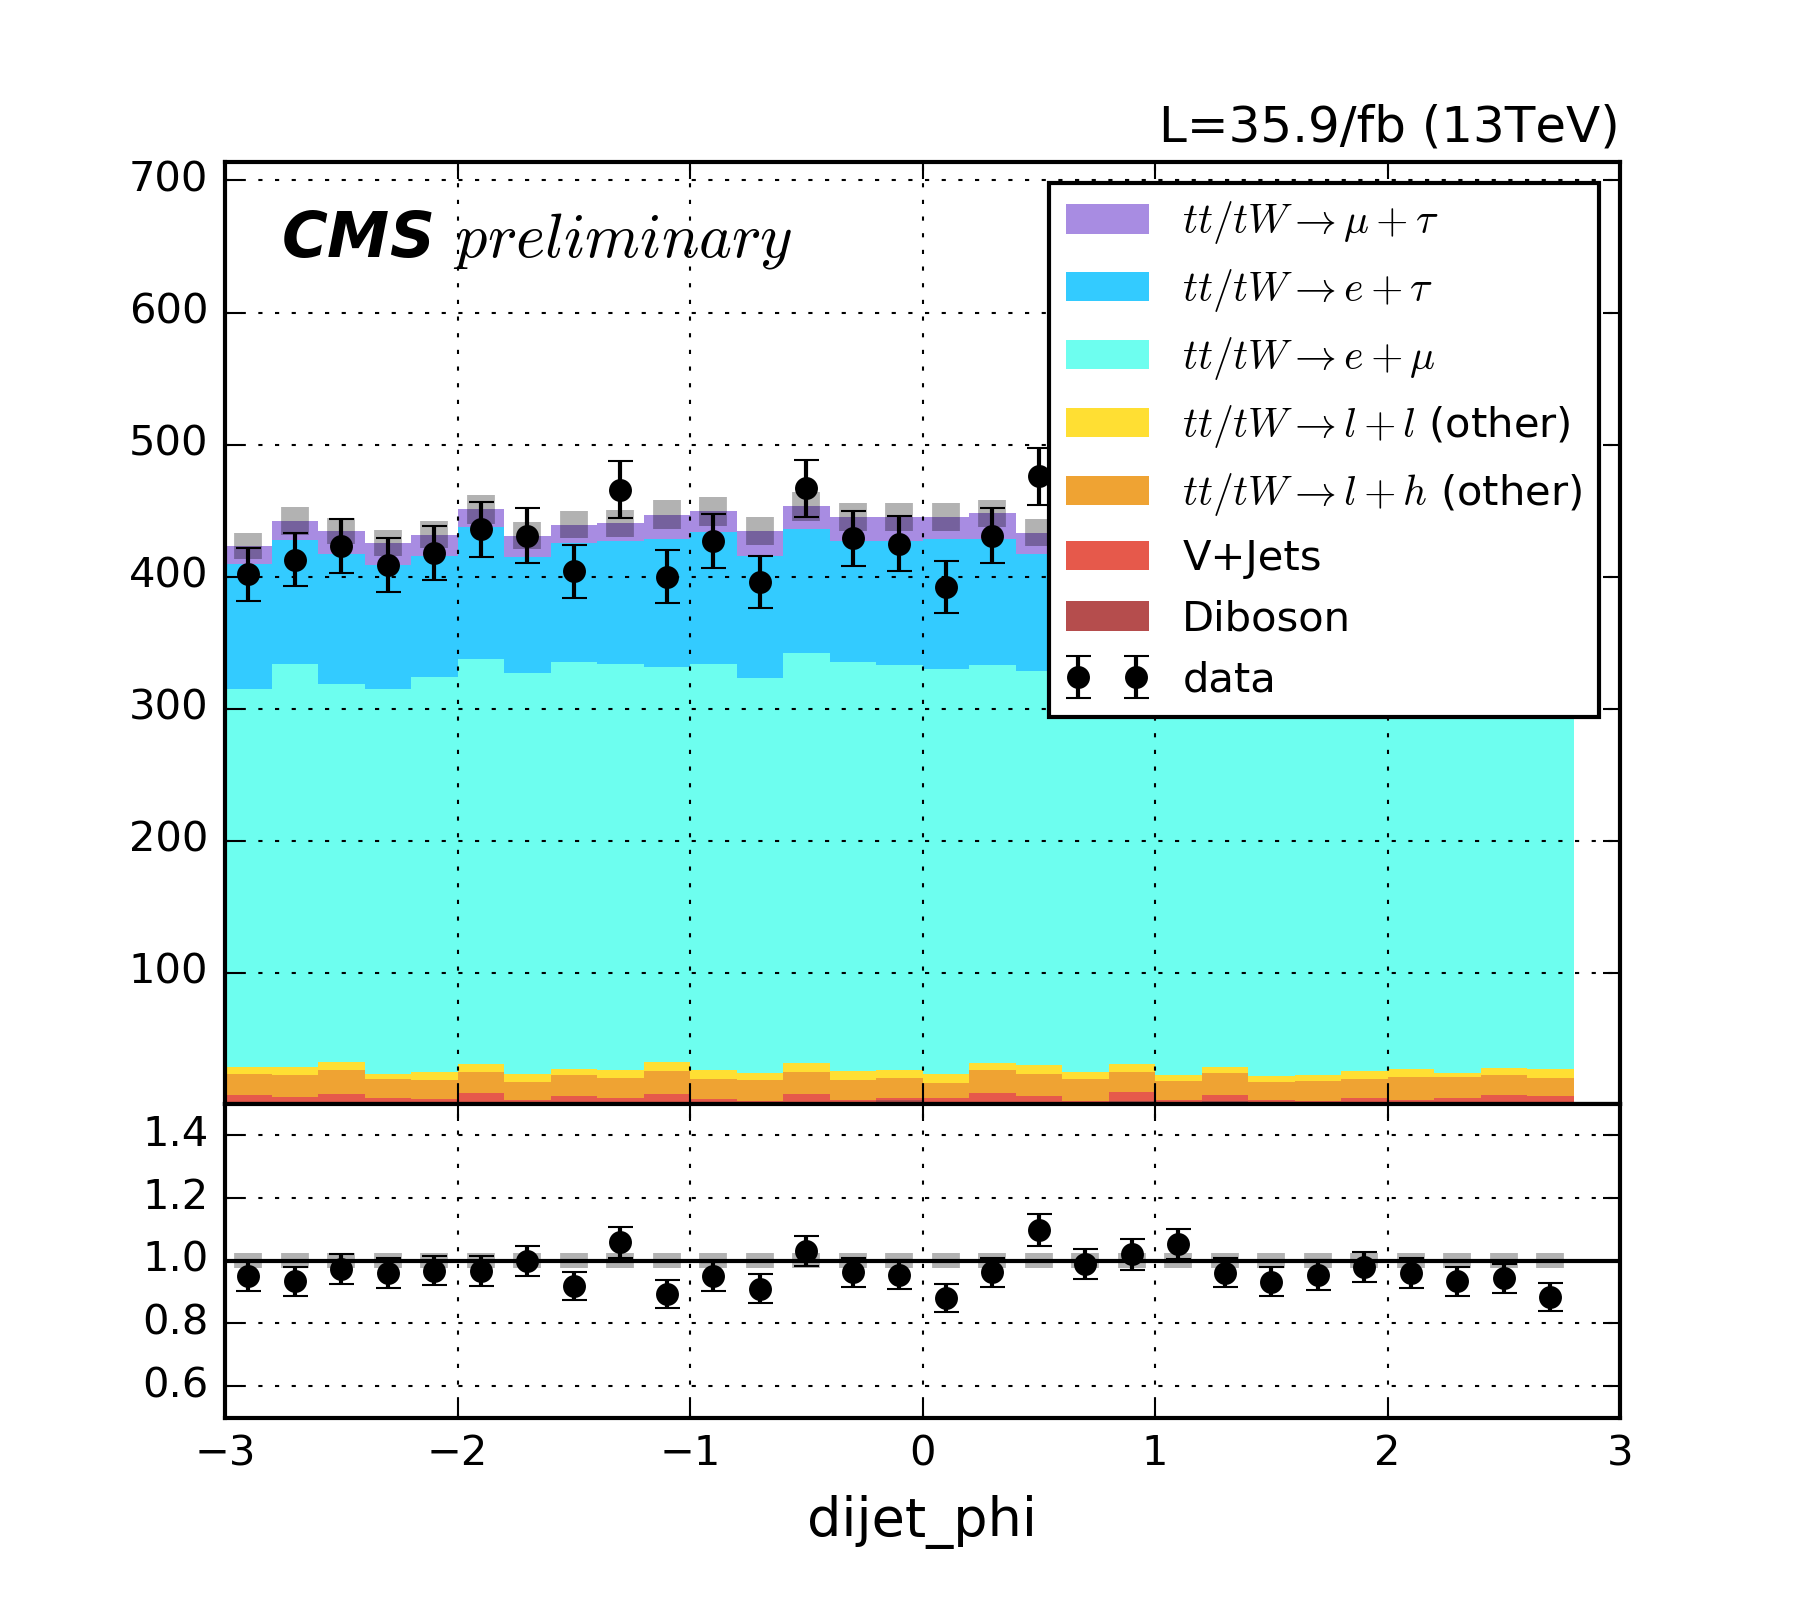 L=35.9/fb (13TeV)
CMS preliminary
700
600
500
400
300
200
100
tt/tW→μ+τ
tt/tW→e+τ
tt/tW→e+μ
tt/tW→l+l (other)
tt/tW→l+h (other)
V+Jets
Diboson
data
1.4
1.2
1.0
0.8
0.6
−3 −2 −1 0 1 2 3
dijet_phi